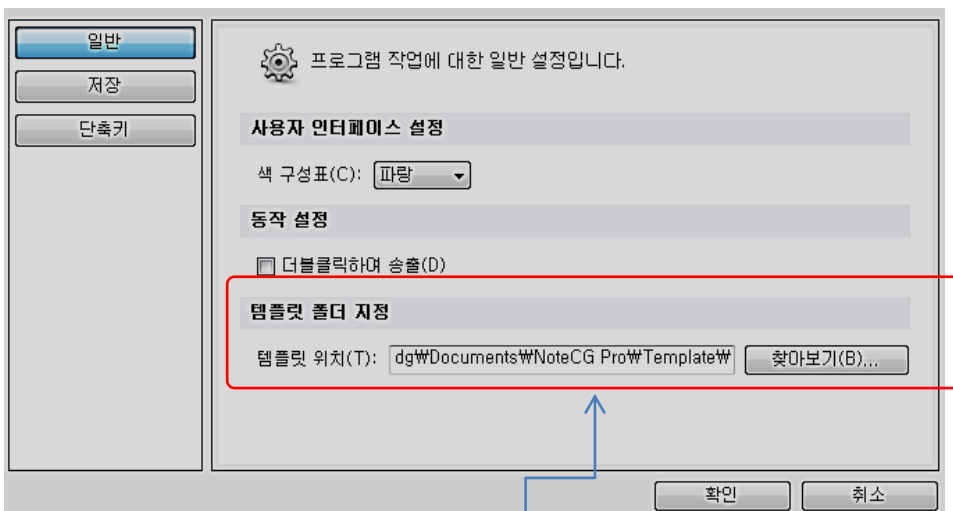 일반
저장
단축키
프로그램 작업에 대한 일반 설정입니다.
사용자 인터페이스 설정
색 구성표(C): 파랑
동작 설정
더블클릭하여 송출(D)
템플릿 폴더 지정
템플릿 위치(T): dg₩Documents₩NoteCG Pro₩Template₩ 찾아보기(B)...
확인 취소